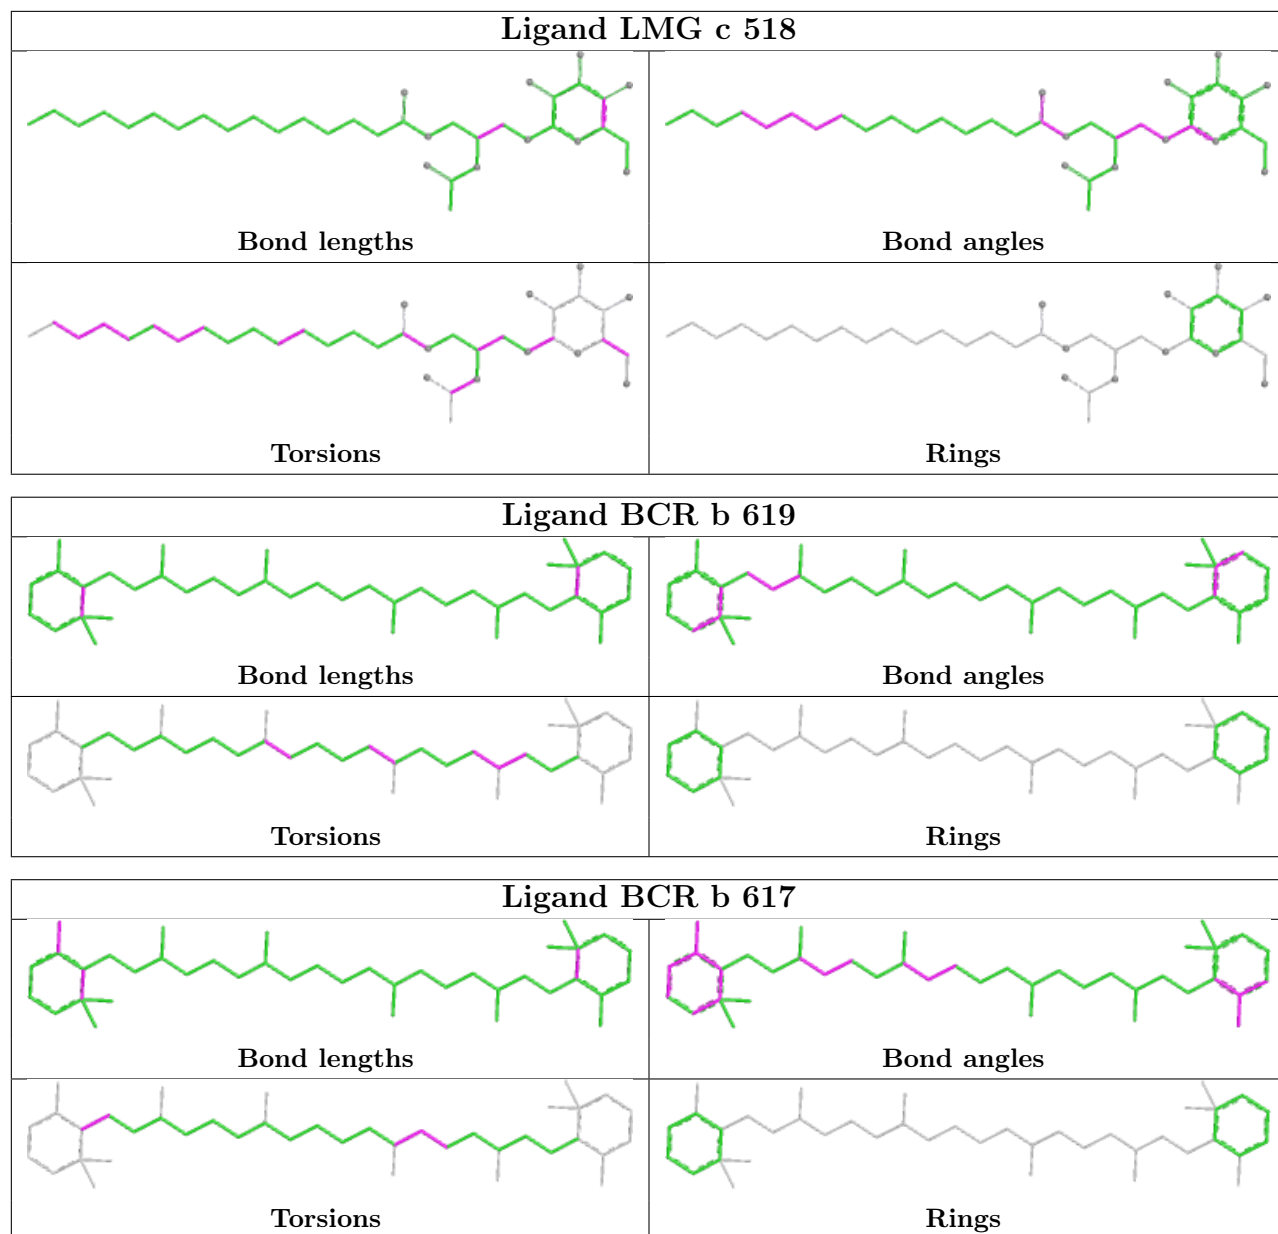 Ligand LMG c 518
Bond lengths
Bond angles
Torsions
Rings
Ligand BCR b 619
Bond lengths
Bond angles
Torsions
Rings
Ligand BCR b 617
Bond lengths
Bond angles
Torsions
Rings